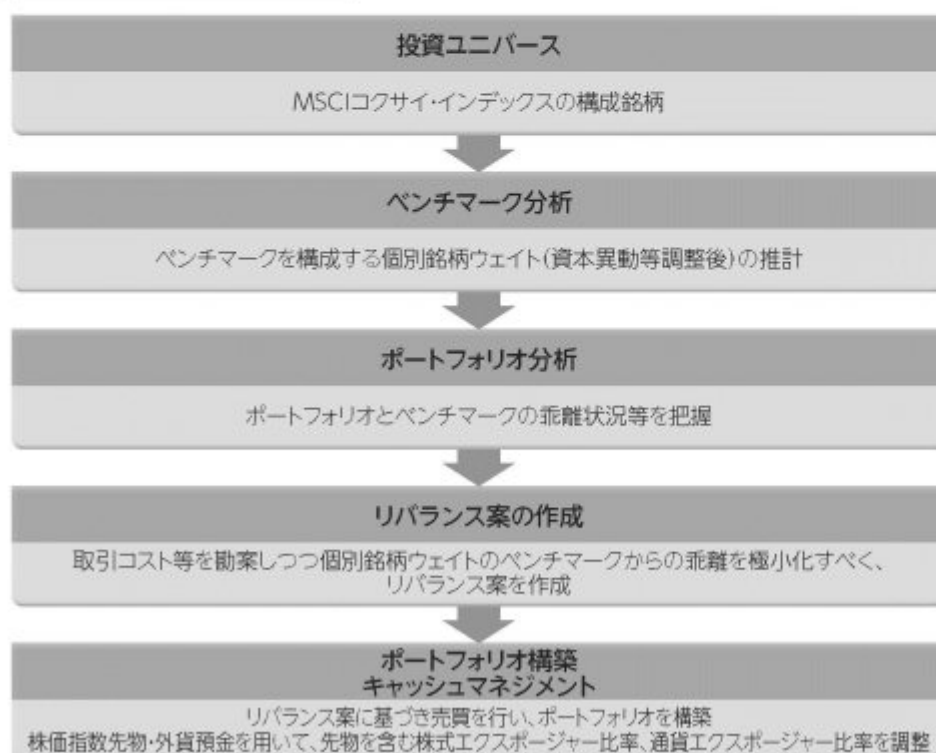 投資ユニバース
MSCIコクサイ・インデックスの構成銘柄
ベンチマーク分析
ベンチマークを構成する個別銘柄ウェイト(資本異動等調整後)の推計
ポートフォリオ分析
ポートフォリオとベンチマークの乖離状況等を把握
リバランス案の作成
取引コスト等を勘案しつつ個別銘柄ウェイトのベンチマークからの乖離を極小化すべく、
リバランス案を作成
ポートフォリオ構築
キャッシュマネジメント
リバランス案に基づき売買を行い、ポートフォリオを構築
株価指数先物・外貨預金を用いて、先物を含む株式エクスポージャー比率、通貨エクスポージャー比率を調整